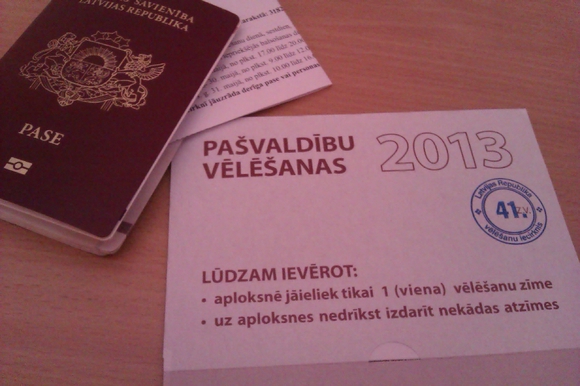 SAVIENĪBA
LATVIJAS REPUBLIKA
PASE
PAŠVALDĪBU
VĒLĒŠANAS
2013
Latvijas Republika
41.
vēlēšanu iecirknis
LŪDZAM IEVĒROT:
• aploksnē jāieliek tikai 1 (viena) vēlēšanu zīme
• uz aploksnes nedrīkst izdarīt nekādas atzīmes